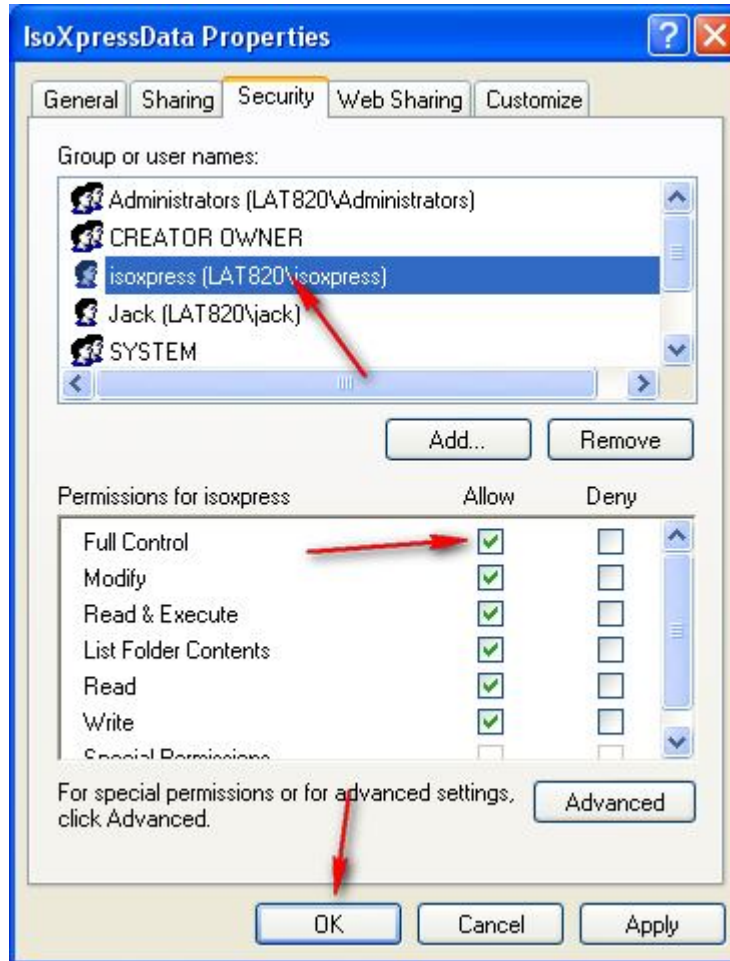 IsoXpressData Properties
General Sharing Security Web Sharing Customize
Group or user names:
Administrators (LAT820\Administrators)
CREATOR OWNER
isoxpress (LAT820\isoxpress)
Jack (LAT820\jack)
SYSTEM
Add... Remove
Permissions for isoxpress Allow Deny
Full Control
Modify
Read & Execute
List Folder Contents
Read
Write
Special Permissions
For special permissions or for advanced settings,
click Advanced.
Advanced
OK Cancel Apply